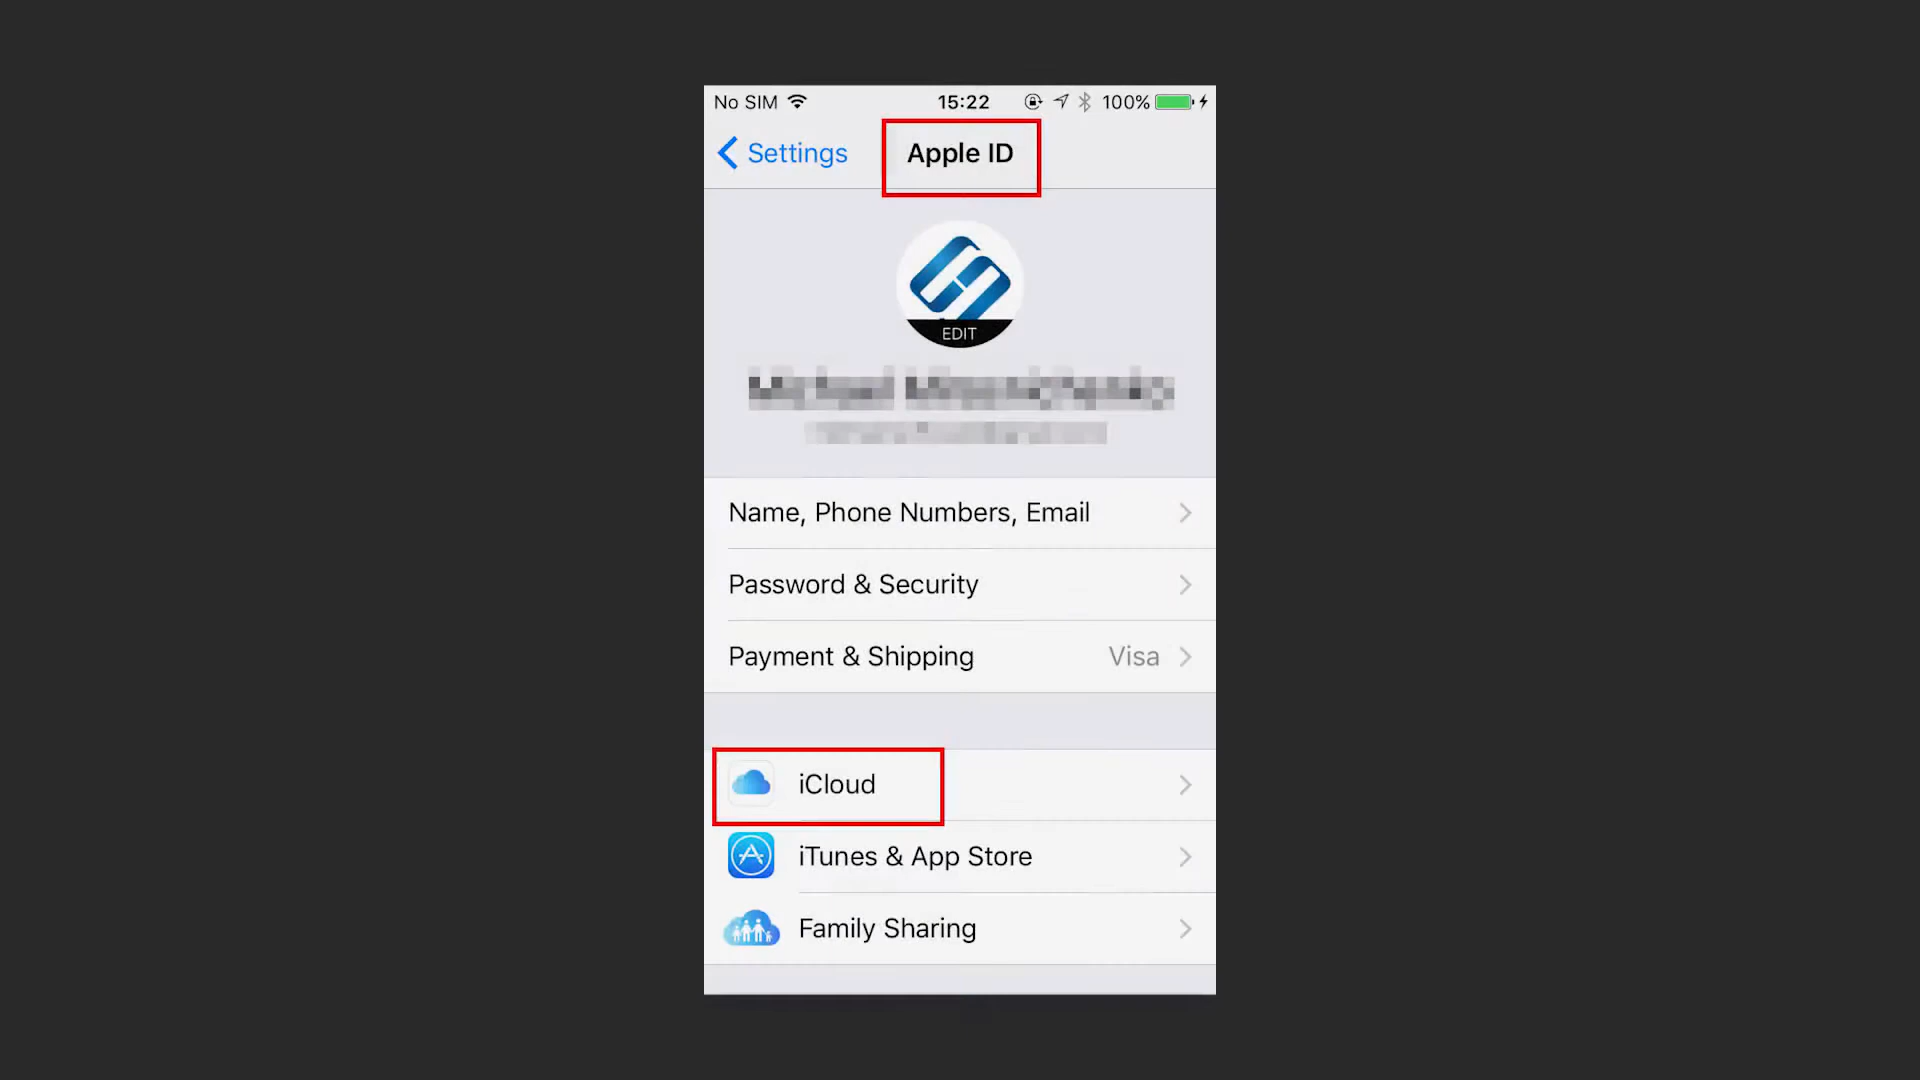 No SIM 15:22 100%
Settings Apple ID
EDIT
Name, Phone Numbers, Email
Password & Security
Payment & Shipping Visa
iCloud
iTunes & App Store
Family Sharing